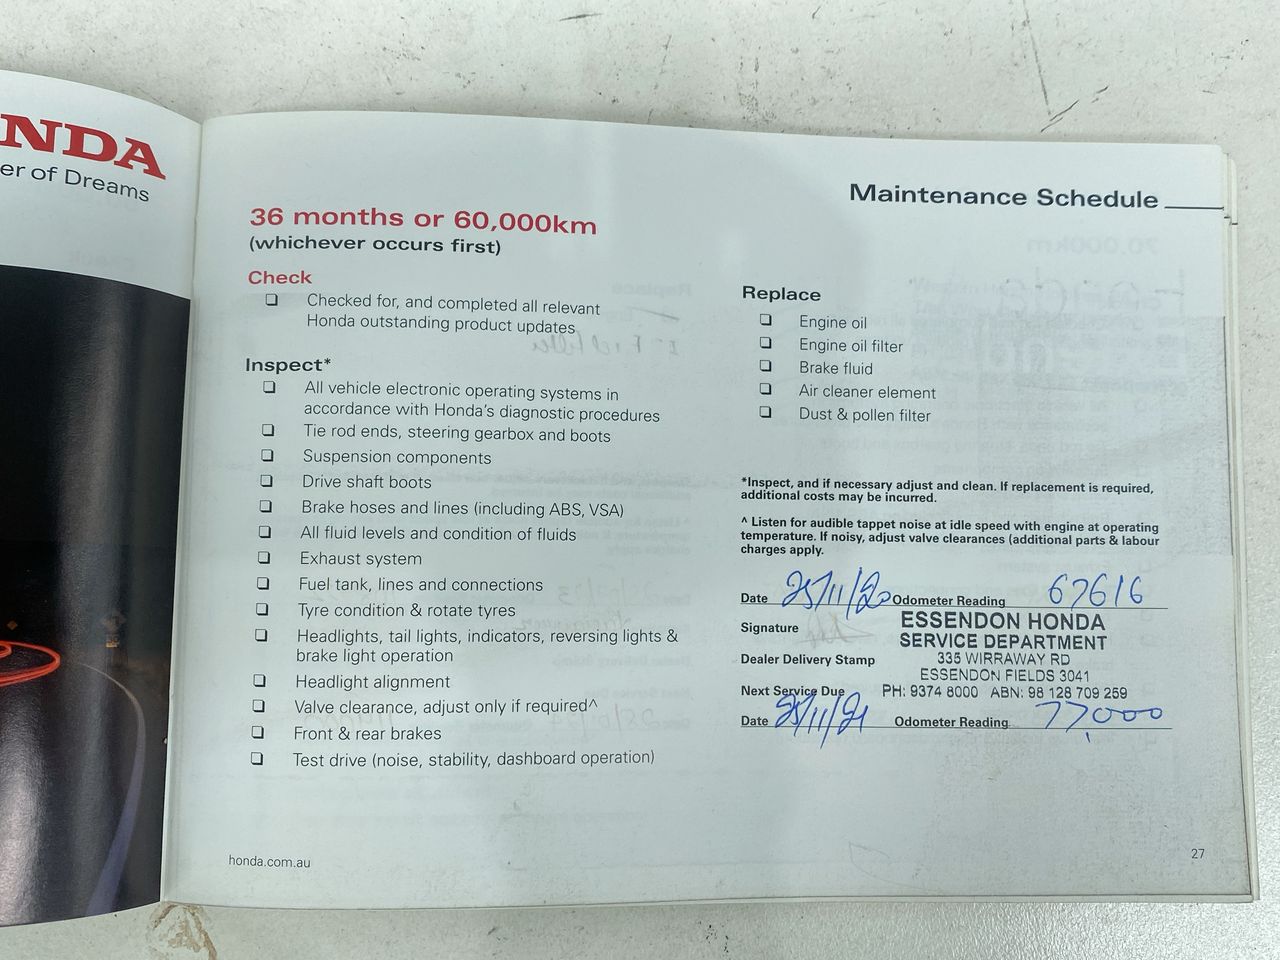 NDA
er of Dreams
Maintenance Schedule
36 months or 60,000km
(whichever occurs first)
Check
❏ Checked for, and completed all relevant
Honda outstanding product updates
Inspect*
❏ All vehicle electronic operating systems in
accordance with Honda's diagnostic procedures
❏ Tie rod ends, steering gearbox and boots
❏ Suspension components
❏ Drive shaft boots
❏ Brake hoses and lines (including ABS, VSA)
❏ All fluid levels and condition of fluids
❏ Exhaust system
❏ Fuel tank, lines and connections
❏ Tyre condition & rotate tyres
❏ Headlights, tail lights, indicators, reversing lights &
brake light operation
❏ Headlight alignment
❏ Valve clearance, adjust only if required^
❏ Front & rear brakes
❏ Test drive (noise, stability, dashboard operation)
Replace
❏ Engine oil
❏ Engine oil filter
❏ Brake fluid
❏ Air cleaner element
❏ Dust & pollen filter
*Inspect, and if necessary adjust and clean. If replacement is required,
additional costs may be incurred.
^ Listen for audible tappet noise at idle speed with engine at operating
temperature. If noisy, adjust valve clearances (additional parts & labour
charges apply.
Date 25/11/20 Odometer Reading 67616
Signature
ESSENDON HONDA
SERVICE DEPARTMENT
Dealer Delivery Stamp 335 WIRRAWAY RD
ESSENDON FIELDS 3041
Next Service Due PH: 9374 8000 ABN: 98 128 709 259
Date 25/11/21 Odometer Reading 77,000
honda.com.au
27